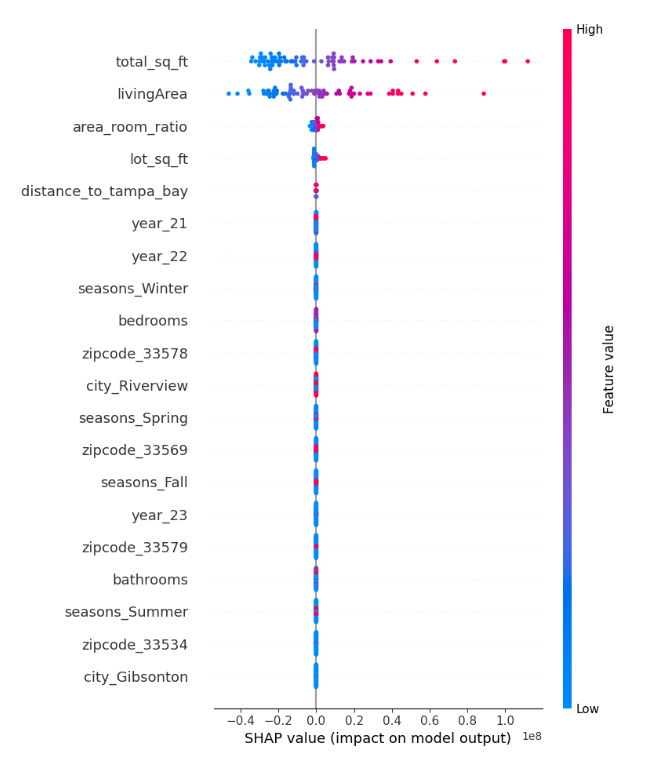 High
total_sq_ft
livingArea
area_room_ratio
lot_sq_ft
distance_to_tampa_bay
year_21
year_22
seasons_Winter
bedrooms
zipcode_33578
city_Riverview
seasons_Spring
zipcode_33569
seasons_Fall
year_23
zipcode_33579
bathrooms
seasons_Summer
zipcode_33534
city_Gibsonton
Feature value
Low
−0.4 −0.2 0.0 0.2 0.4 0.6 0.8 1.0
SHAP value (impact on model output) 1e8